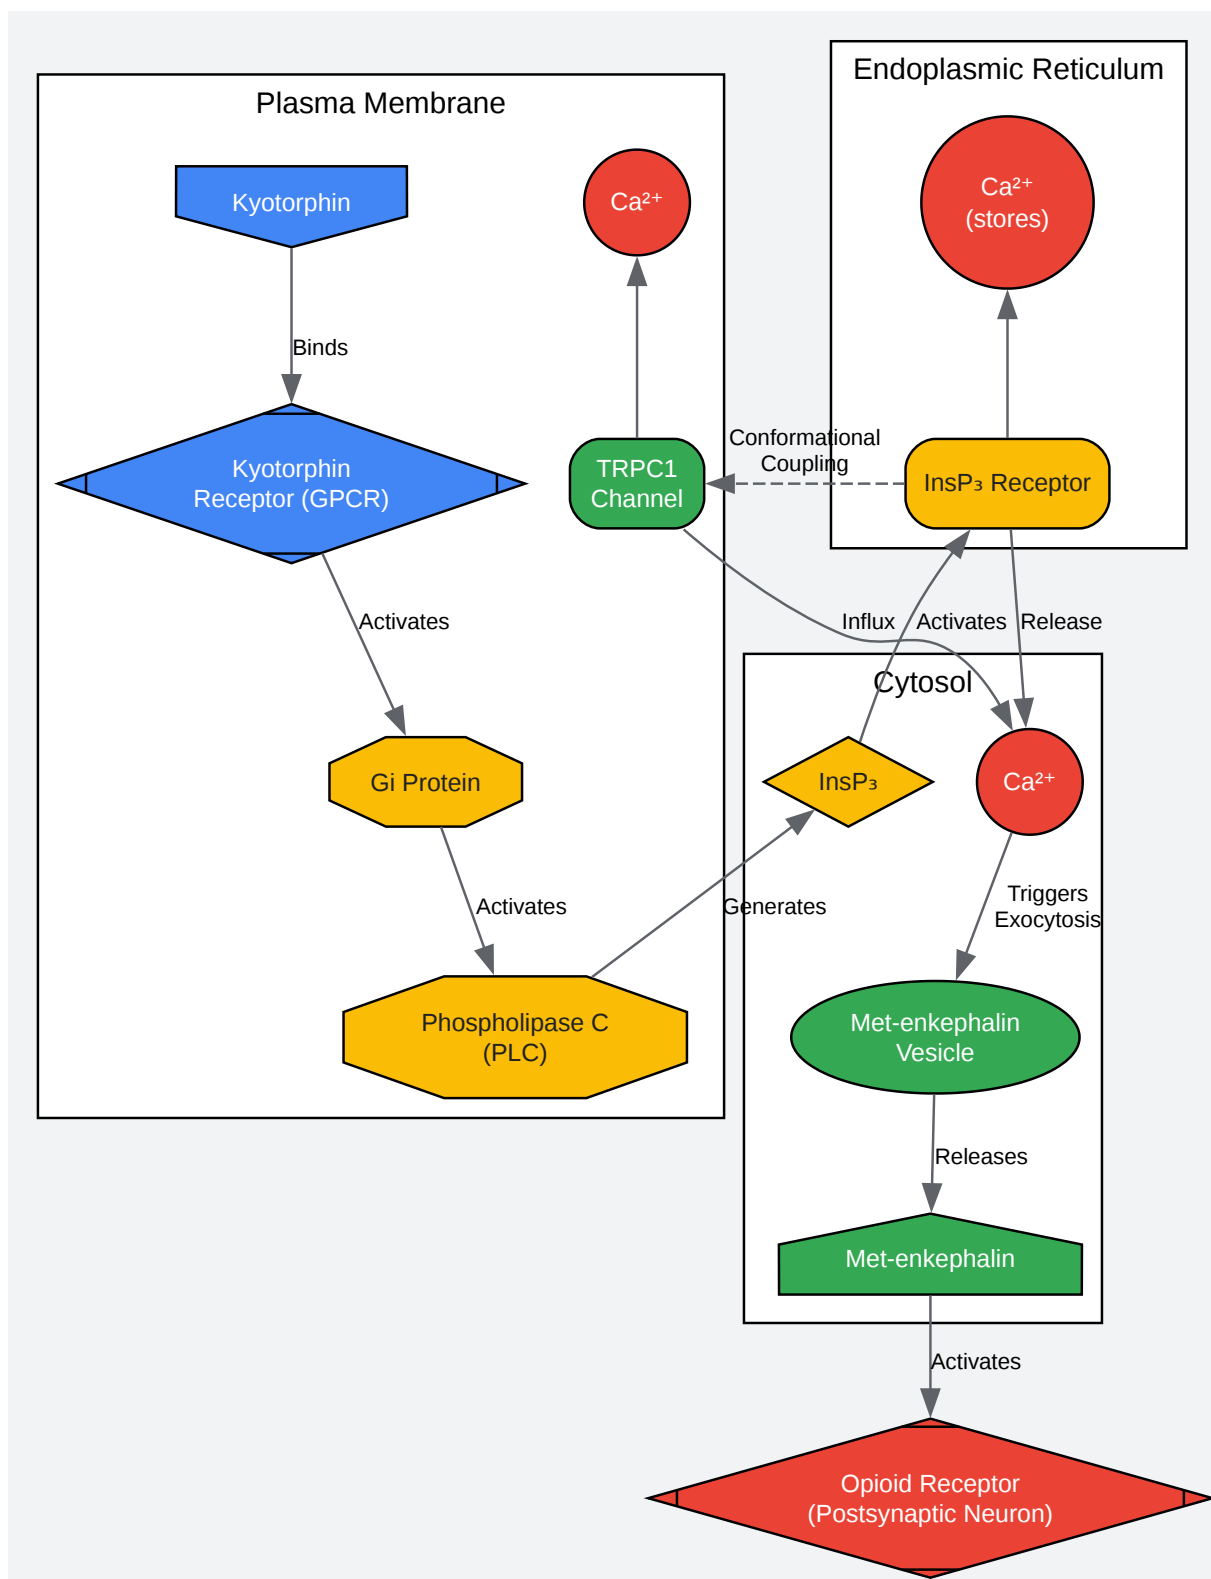 Endoplasmic Reticulum
Plasma Membrane
Kyotorphin
Ca²⁺
Ca²⁺
(stores)
Binds
Kyotorphin
Receptor (GPCR)
TRPC1
Channel
Conformational
Coupling
InsP₃ Receptor
Activates
Influx
Activates
Release
Cytosol
Gi Protein
InsP₃
Ca²⁺
Activates
Generates
Triggers
Exocytosis
Phospholipase C
(PLC)
Met-enkephalin
Vesicle
Releases
Met-enkephalin
Activates
Opioid Receptor
(Postsynaptic Neuron)